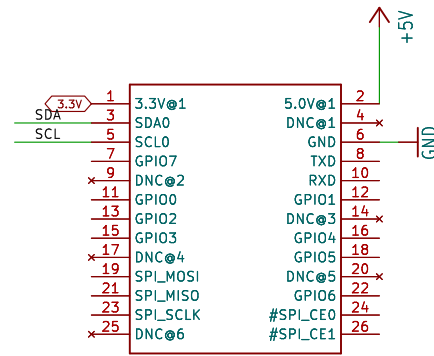 +5V
3.3V 1 3.3V@1 5.0V@1 2
SDA 3 SDA0 DNC@1 4
SCL 5 SCL0 GND 6 GND
7 GPIO7 TXD 8
9 DNC@2 RXD 10
11 GPIO0 GPIO1 12
13 GPIO2 DNC@3 14
15 GPIO3 GPIO4 16
17 DNC@4 GPIO5 18
19 SPI_MOSI DNC@5 20
21 SPI_MISO GPIO6 22
23 SPI_SCLK #SPI_CE0 24
25 DNC@6 #SPI_CE1 26